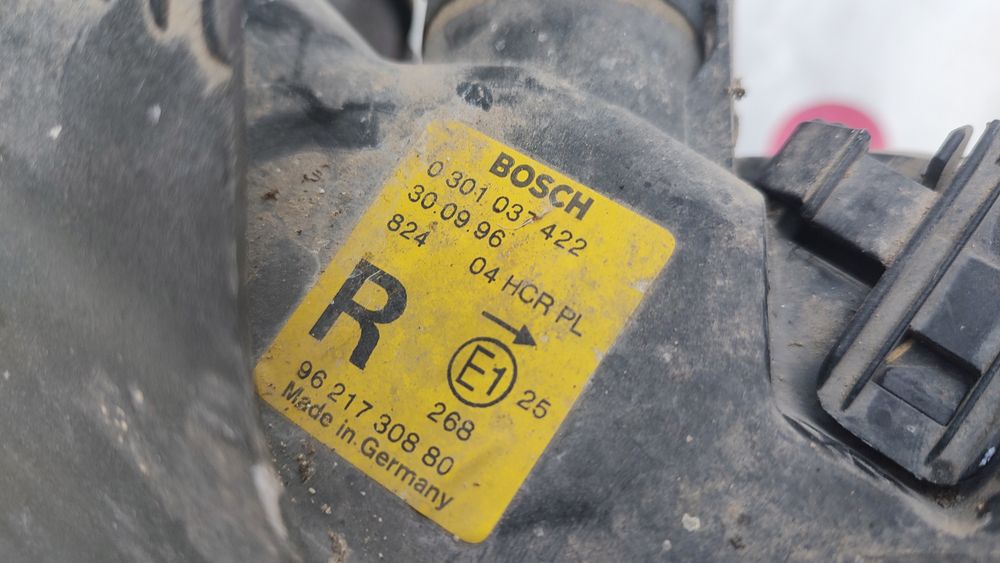 BOSCH
0 301 037 422
30.09.96
824
04 HCR PL
R
E1 25
268
96 217 308 80
Made in Germany